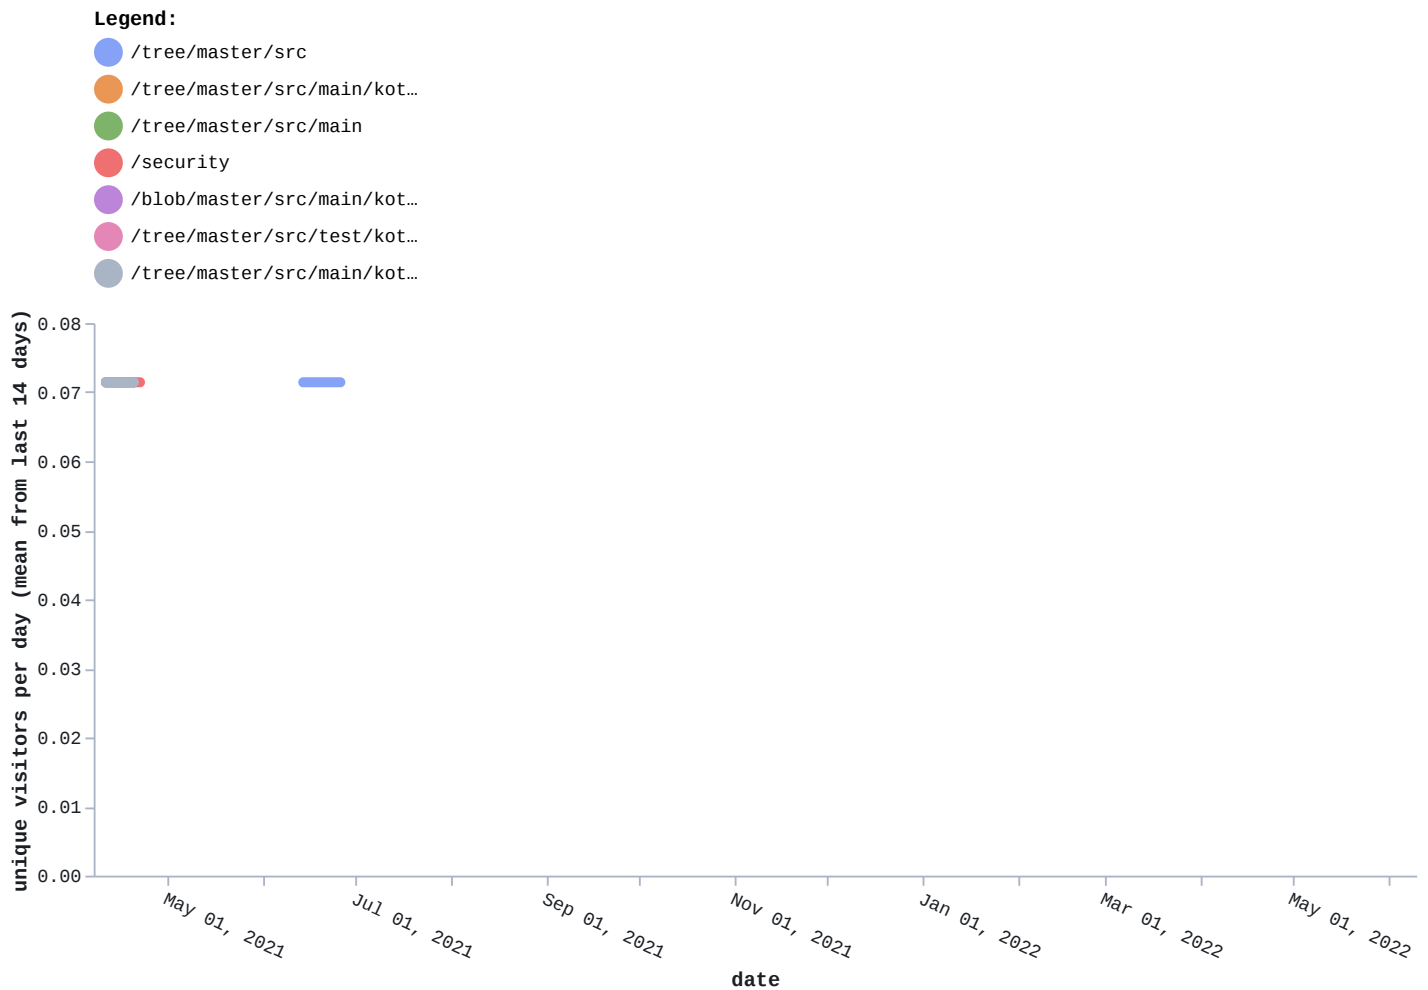 Legend:
/tree/master/src
/tree/master/src/main/kot…
/tree/master/src/main
/security
/blob/master/src/main/kot…
/tree/master/src/test/kot…
/tree/master/src/main/kot…
unique visitors per day (mean from last 14 days)
0.08
0.07
0.06
0.05
0.04
0.03
0.02
0.01
0.00
May 01, 2021
Jul 01, 2021
Sep 01, 2021
Nov 01, 2021
Jan 01, 2022
Mar 01, 2022
May 01, 2022
date